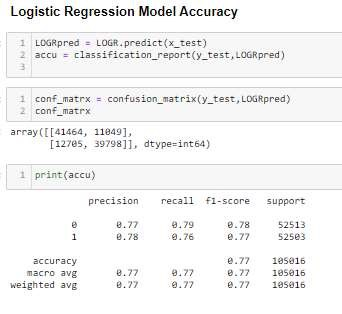 Logistic Regression Model Accuracy
1 LOGRpred = LOGR.predict(x_test)
2 accu = classification_report(y_test,LOGRpred)
3
1 conf_matrx = confusion_matrix(y_test,LOGRpred)
2 conf_matrx
array([[41464, 11049],
[12705, 39798]], dtype=int64)
1 print(accu)
precision recall f1-score support
0 0.77 0.79 0.78 52513
1 0.78 0.76 0.77 52503
accuracy 0.77 105016
macro avg 0.77 0.77 0.77 105016
weighted avg 0.77 0.77 0.77 105016